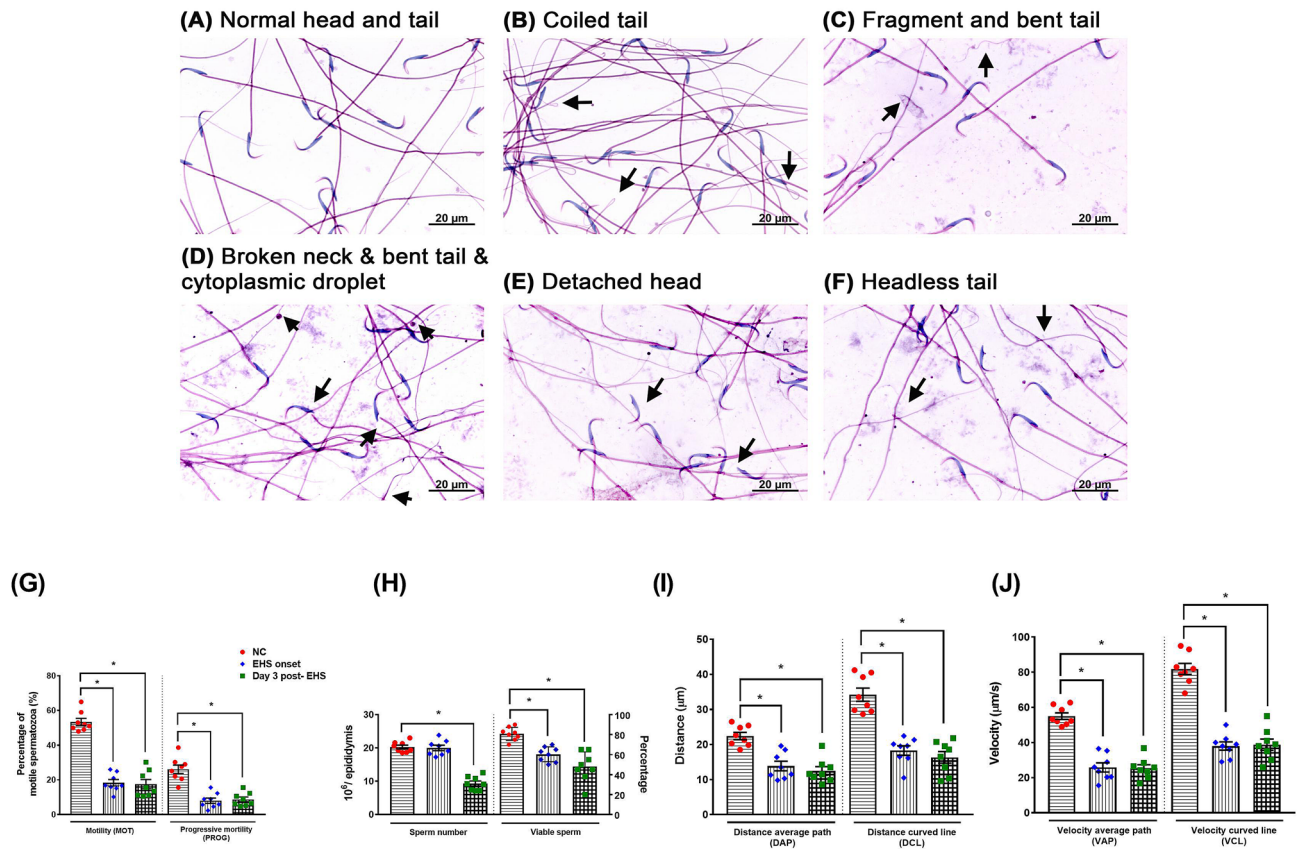 (A) Normal head and tail
(B) Coiled tail
(C) Fragment and bent tail
20 µm
20 µm
20 µm
(D) Broken neck & bent tail &
cytoplasmic droplet
(E) Detached head
(F) Headless tail
20 µm
20 µm
20 µm
(G)
Percentage of
motile spermatozoa (%)
100
80
60
40
20
0
*
*
*
*
NC
EHS onset
Day 3 post- EHS
Motility (MOT)
Progressive mortility
(PROG)
(H)
10⁶/ epididymis
30
20
10
0
*
*
*
100
80
60
40
20
0
Percentage
Sperm number
Viable sperm
(I)
Distance (µm)
50
40
30
20
10
0
*
*
*
*
Distance average path
(DAP)
Distance curved line
(DCL)
(J)
Velocity (µm/s)
100
80
60
40
20
0
*
*
*
*
Velocity average path
(VAP)
Velocity curved line
(VCL)